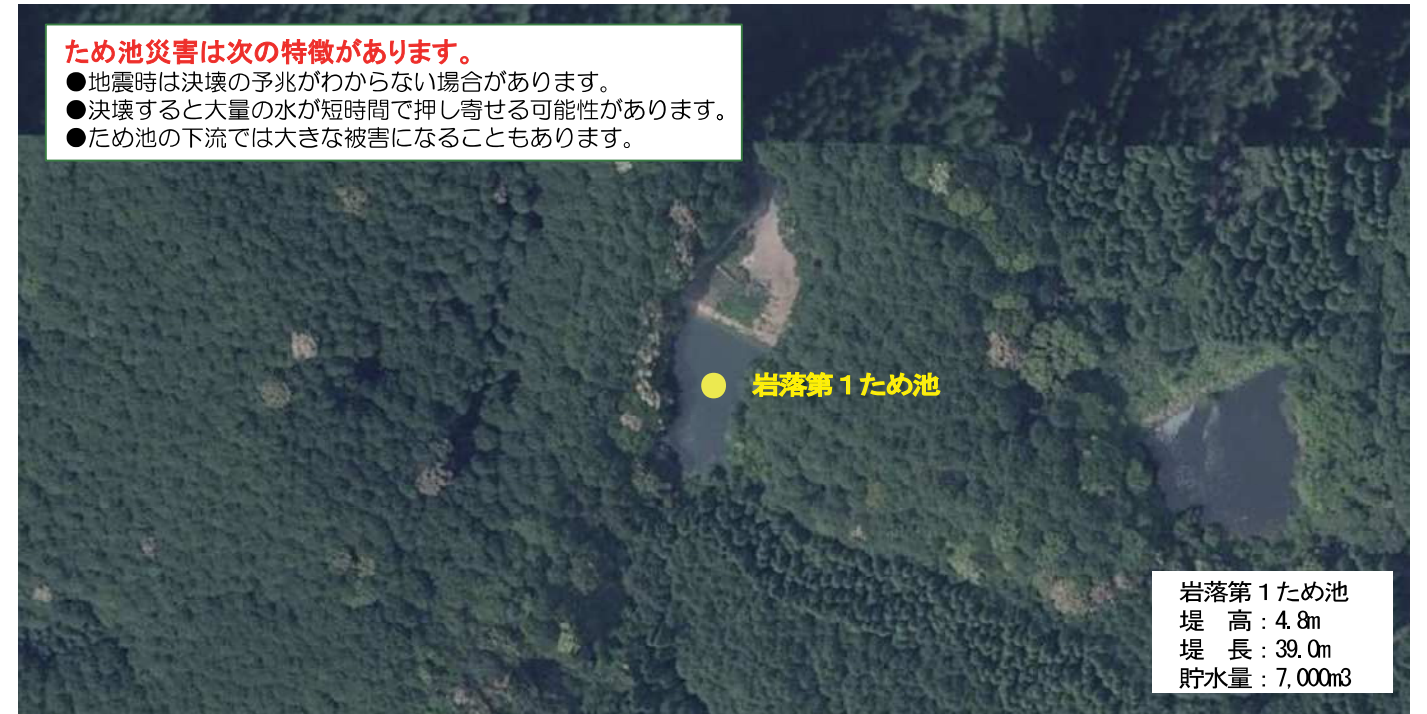 ため池災害は次の特徴があります。
●地震時は決壊の予兆がわからない場合があります。
●決壊すると大量の水が短時間で押し寄せる可能性があります。
●ため池の下流では大きな被害になることもあります。
岩落第１ため池
岩落第１ため池
堤　高：4.8m
堤　長：39.0m
貯水量：7,000m3